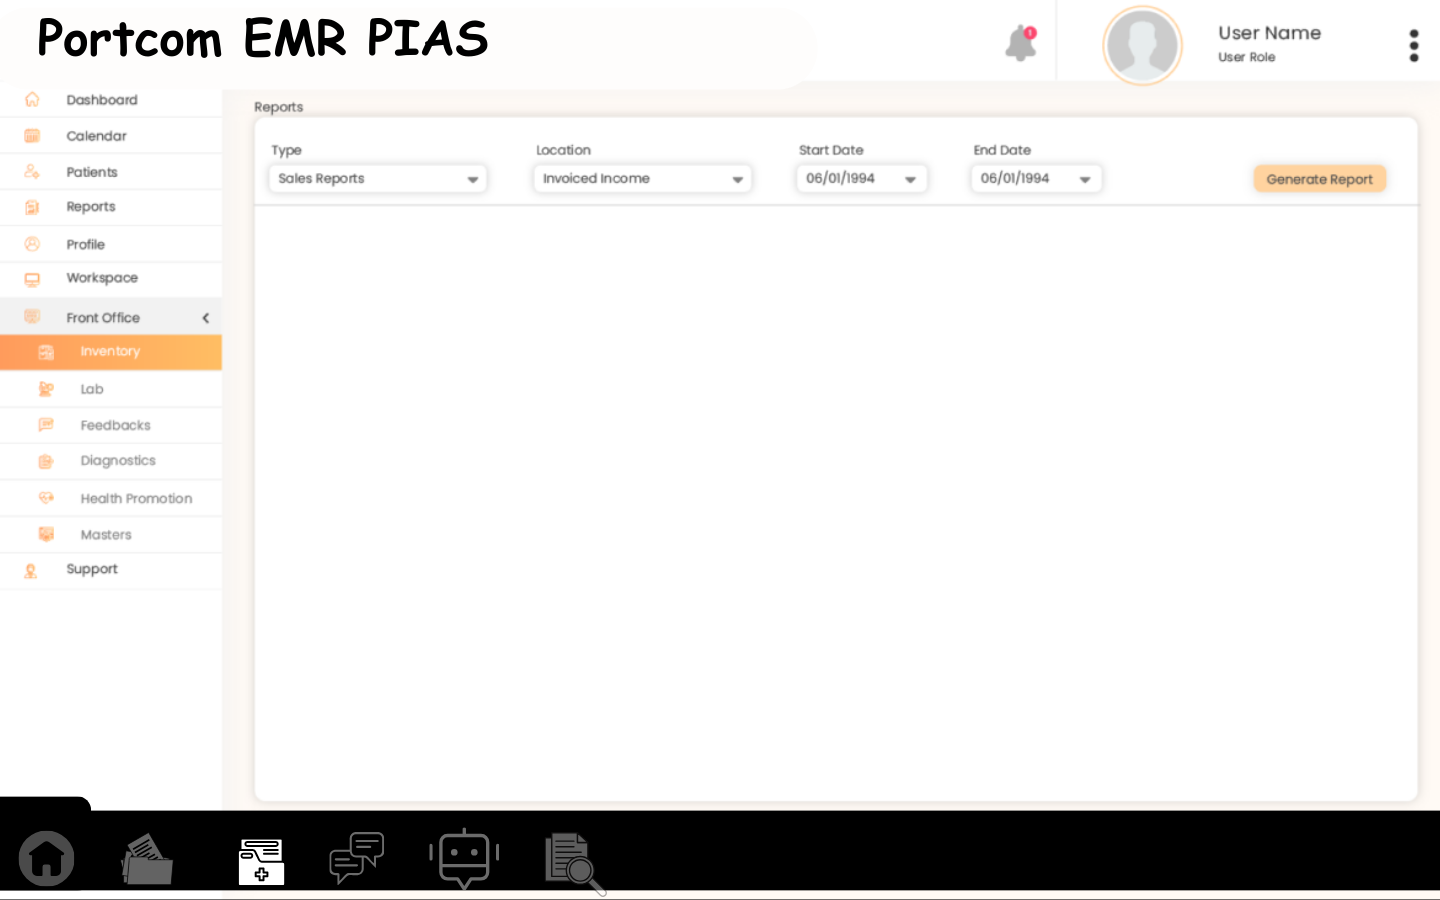 Portcom EMR PIAS
1
User Name
User Role
Dashboard
Calendar
Patients
Reports
Profile
Workspace
Front Office
Inventory
Lab
Feedbacks
Diagnostics
Health Promotion
Masters
Support
Reports
Type
Location
Start Date
End Date
Sales Reports
Invoiced Income
06/01/1994
06/01/1994
Generate Report